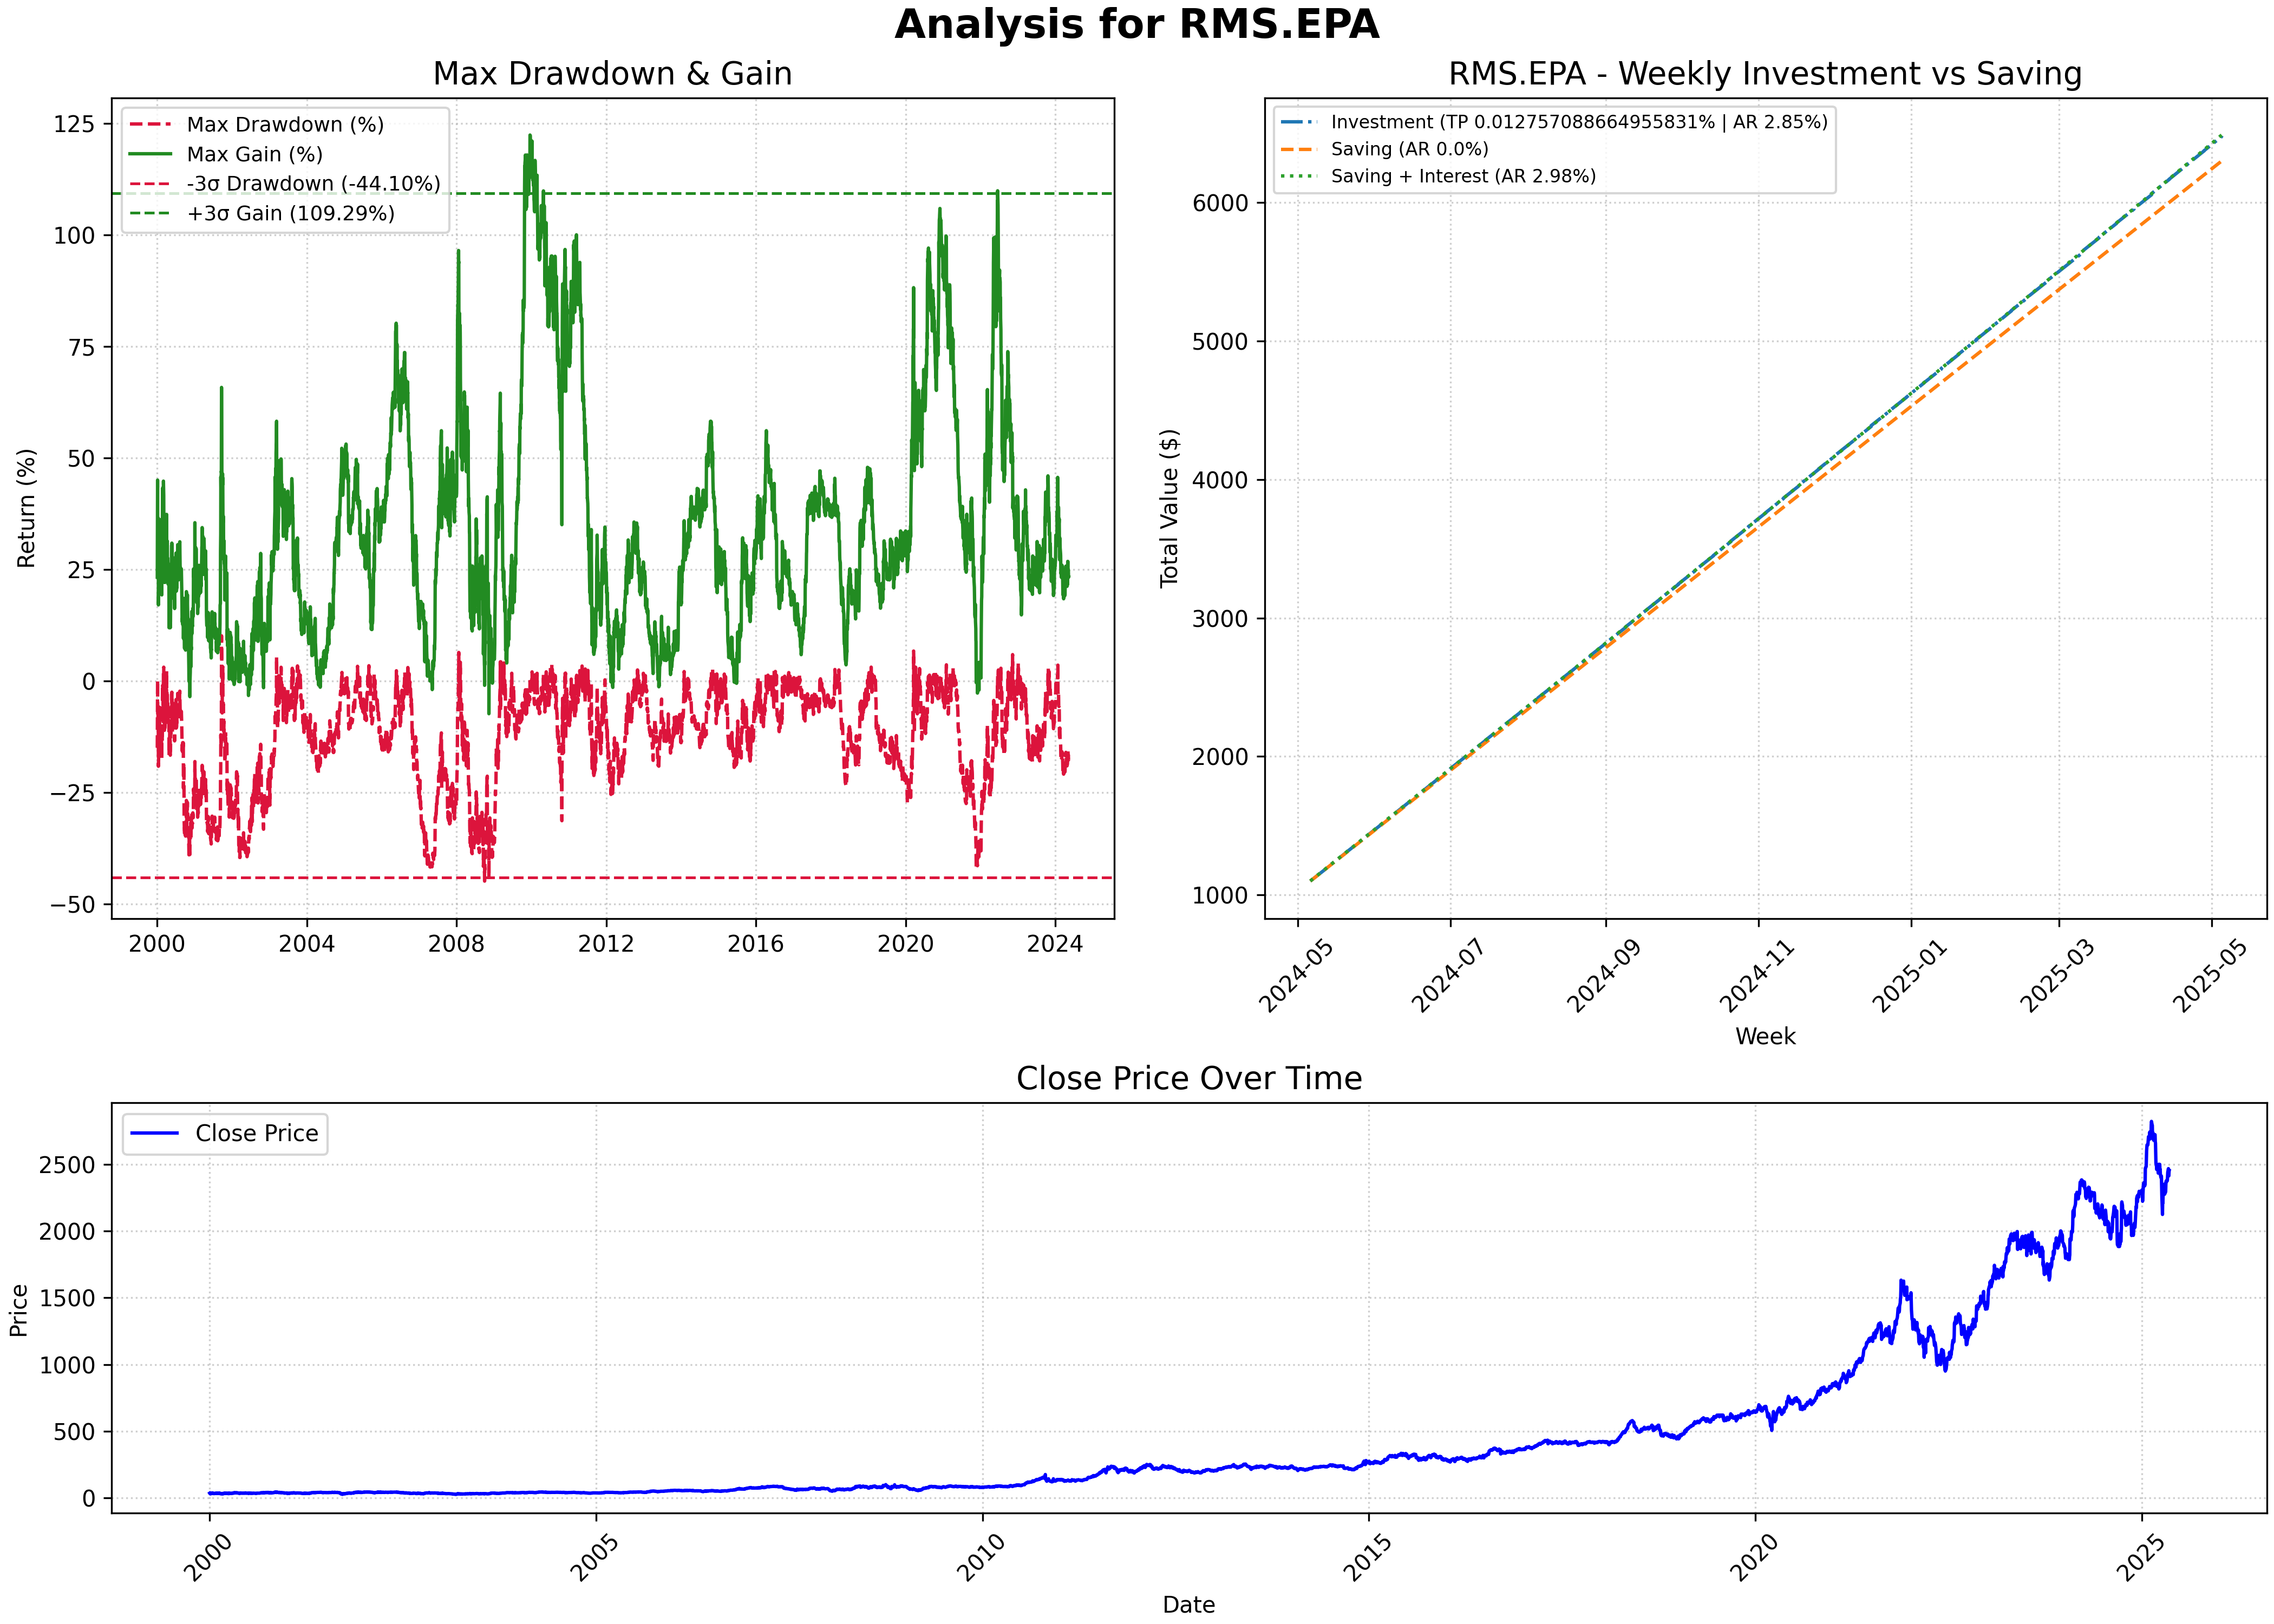 Analysis for RMS.EPA
Max Drawdown & Gain
Max Drawdown (%)
Max Gain (%)
-3σ Drawdown (-44.10%)
+3σ Gain (109.29%)
Return (%)
125
100
75
50
25
0
−25
−50
2000
2004
2008
2012
2016
2020
2024
RMS.EPA - Weekly Investment vs Saving
Investment (TP 0.012757088664955831% | AR 2.85%)
Saving (AR 0.0%)
Saving + Interest (AR 2.98%)
Total Value ($)
6000
5000
4000
3000
2000
1000
2024-05
2024-07
2024-09
2024-11
2025-01
2025-03
2025-05
Week
Close Price Over Time
Close Price
Price
2500
2000
1500
1000
500
0
2000
2005
2010
2015
2020
2025
Date